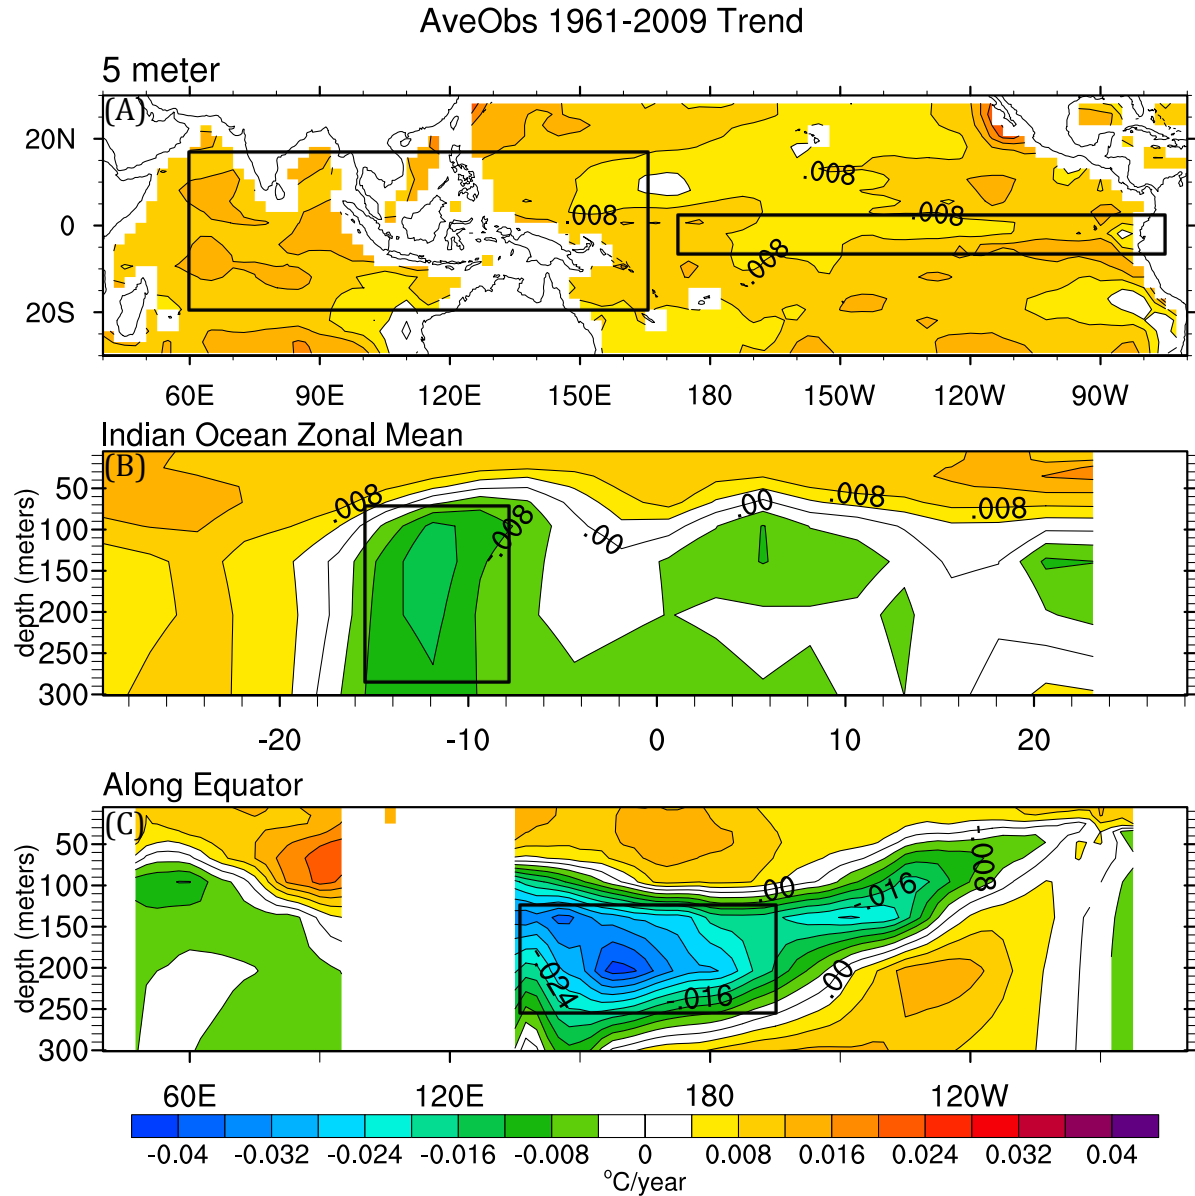 AveObs 1961-2009 Trend
5 meter
(A)
20N
0
20S
.008
.008
.008
-.008
60E 90E 120E 150E 180 150W 120W 90W
Indian Ocean Zonal Mean
(B)
depth (meters)
50
100
150
200
250
300
.008
-.008
.00
.00
.008
.008
-20 -10 0 10 20
Along Equator
(C)
depth (meters)
50
100
150
200
250
300
.00
-.016
-.008
-.024
-.016
.00
60E 120E 180 120W
-0.04 -0.032 -0.024 -0.016 -0.008 0 0.008 0.016 0.024 0.032 0.04
°C/year